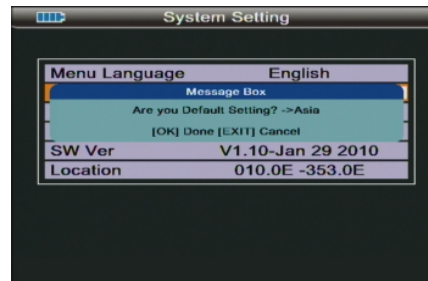 System Setting
Menu Language English
Message Box
Are you Default Setting? ->Asia
[OK] Done [EXIT] Cancel
SW Ver V1.10-Jan 29 2010
Location 010.0E -353.0E